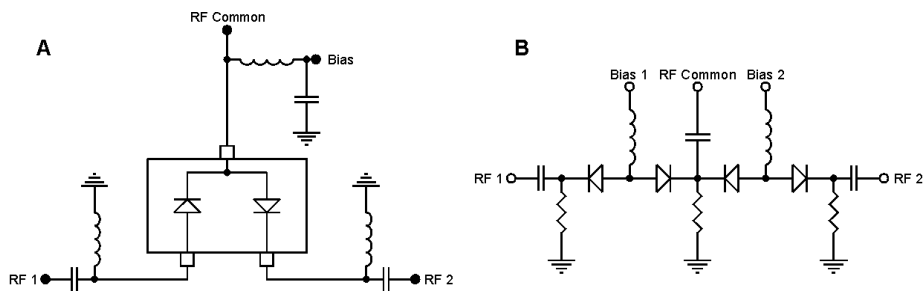 RF Common
A
Bias
RF 1
RF 2
B
Bias 1
RF Common
Bias 2
RF 1
RF 2